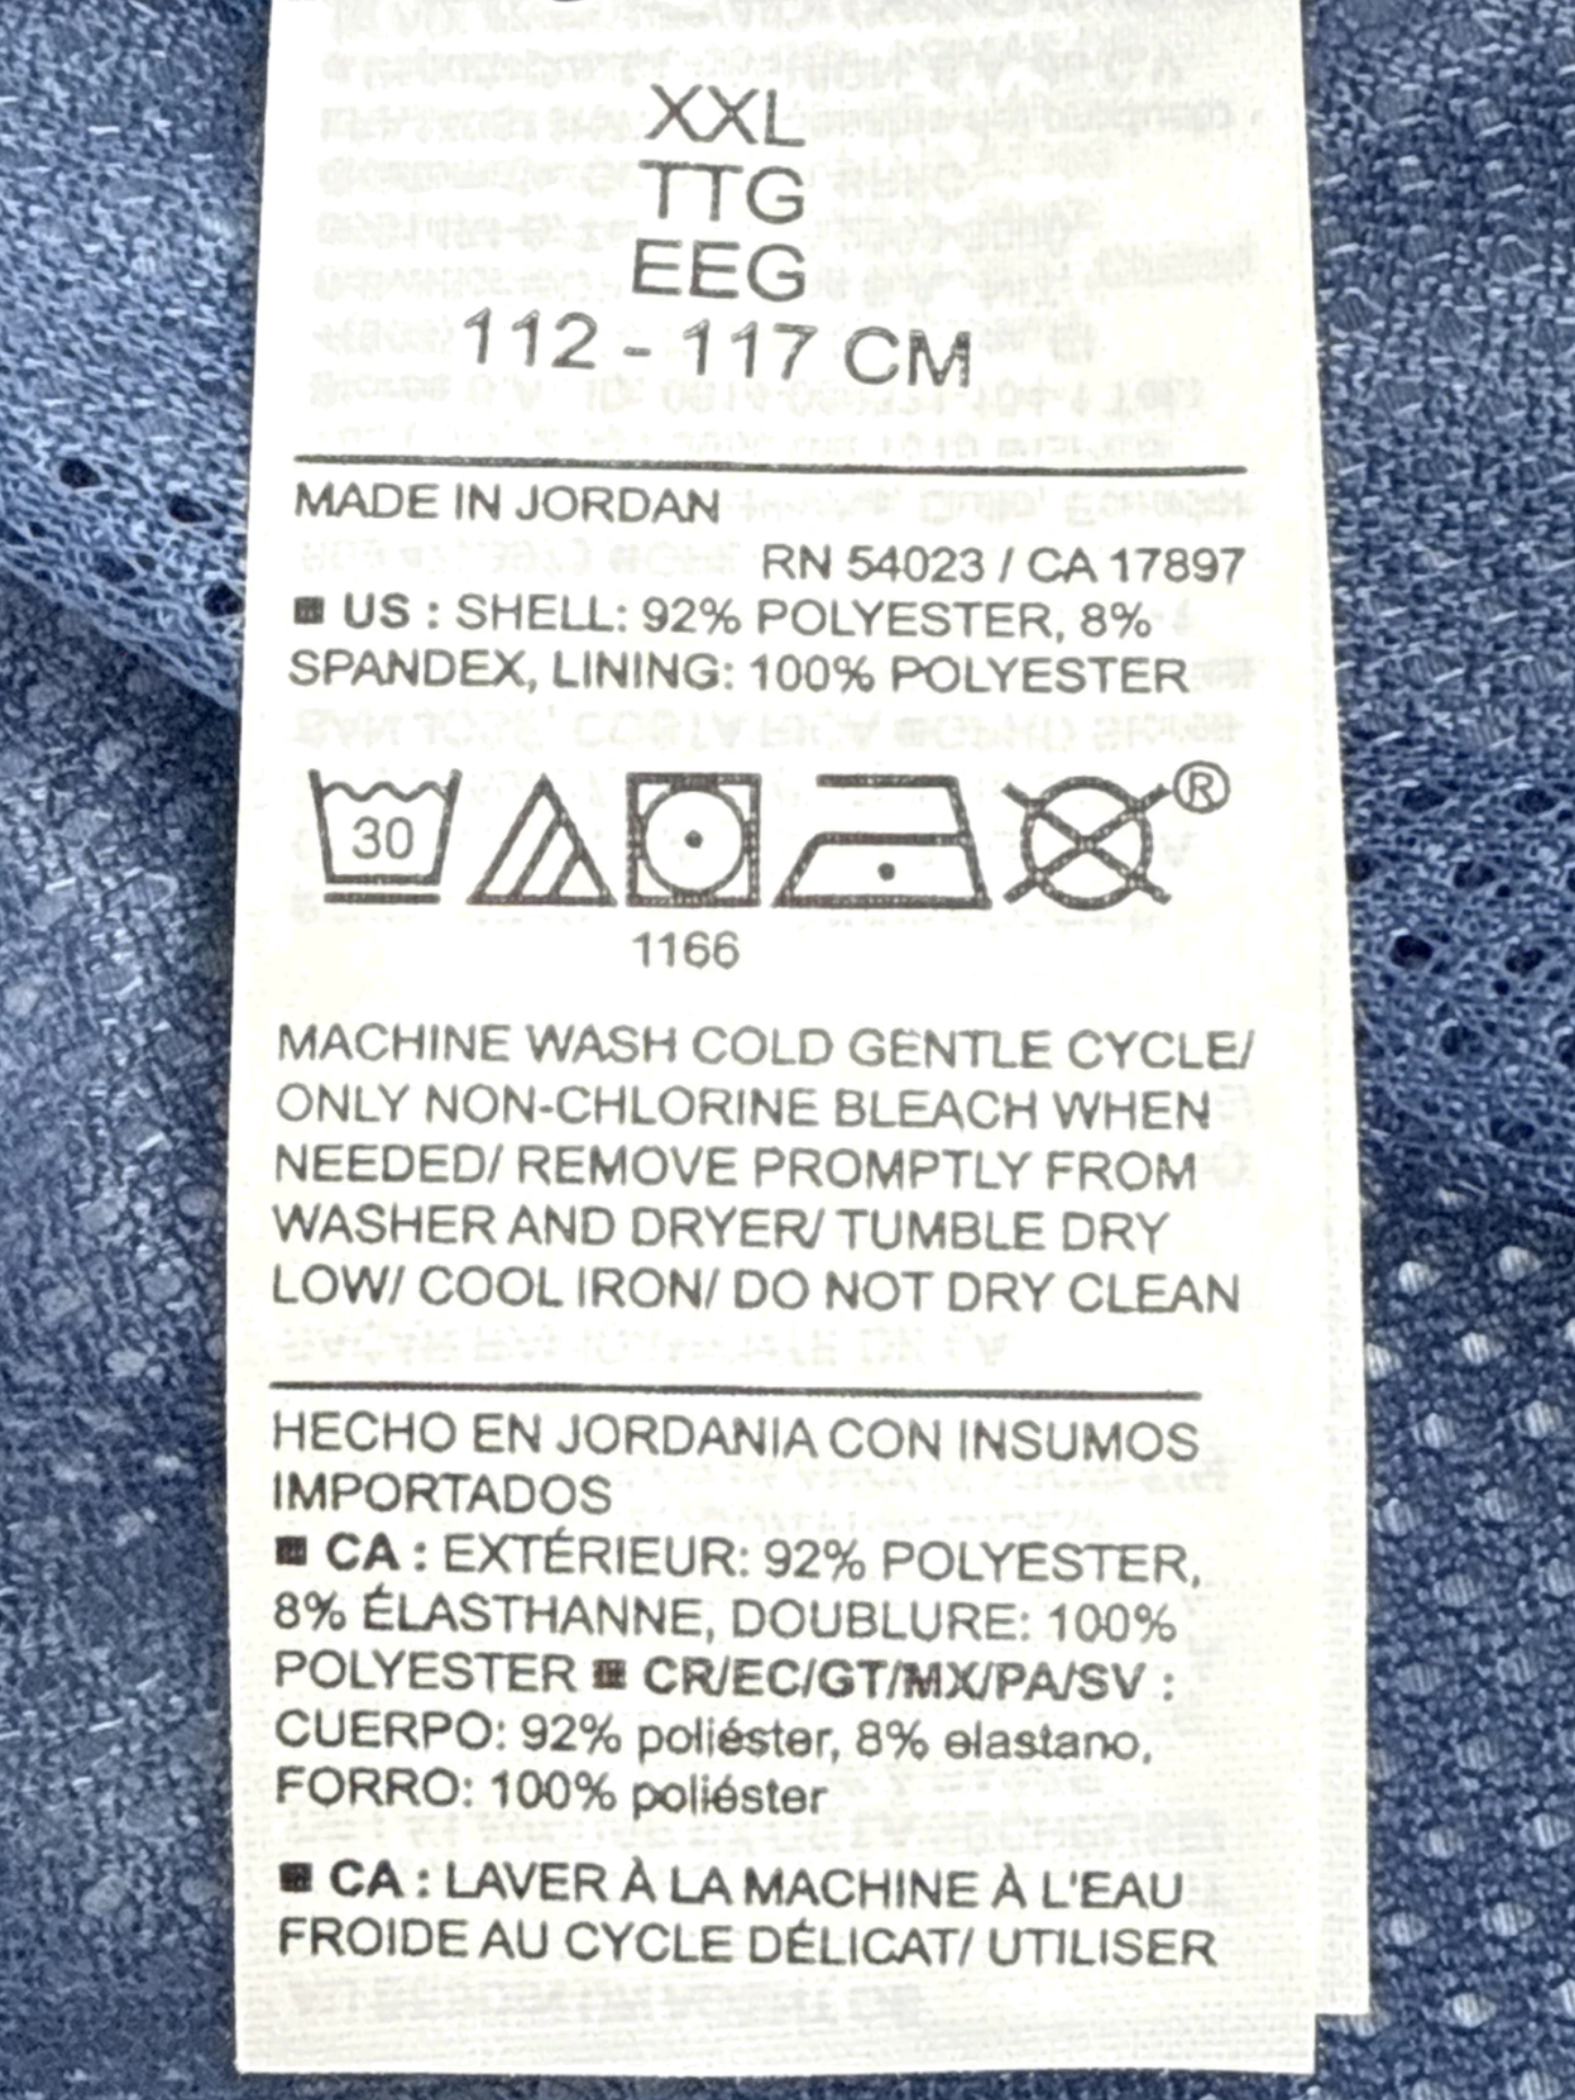 XXL
TTG
EEG
112 - 117 CM
MADE IN JORDAN
RN 54023 / CA 17897
■ US : SHELL: 92% POLYESTER, 8%
SPANDEX, LINING: 100% POLYESTER
30
®
1166
MACHINE WASH COLD GENTLE CYCLE/
ONLY NON-CHLORINE BLEACH WHEN
NEEDED/ REMOVE PROMPTLY FROM
WASHER AND DRYER/ TUMBLE DRY
LOW/ COOL IRON/ DO NOT DRY CLEAN
HECHO EN JORDANIA CON INSUMOS
IMPORTADOS
■ CA : EXTÉRIEUR: 92% POLYESTER,
8% ÉLASTHANNE, DOUBLURE: 100%
POLYESTER ■ CR/EC/GT/MX/PA/SV :
CUERPO: 92% poliéster, 8% elastano,
FORRO: 100% poliéster
■ CA : LAVER À LA MACHINE À L'EAU
FROIDE AU CYCLE DÉLICAT/ UTILISER